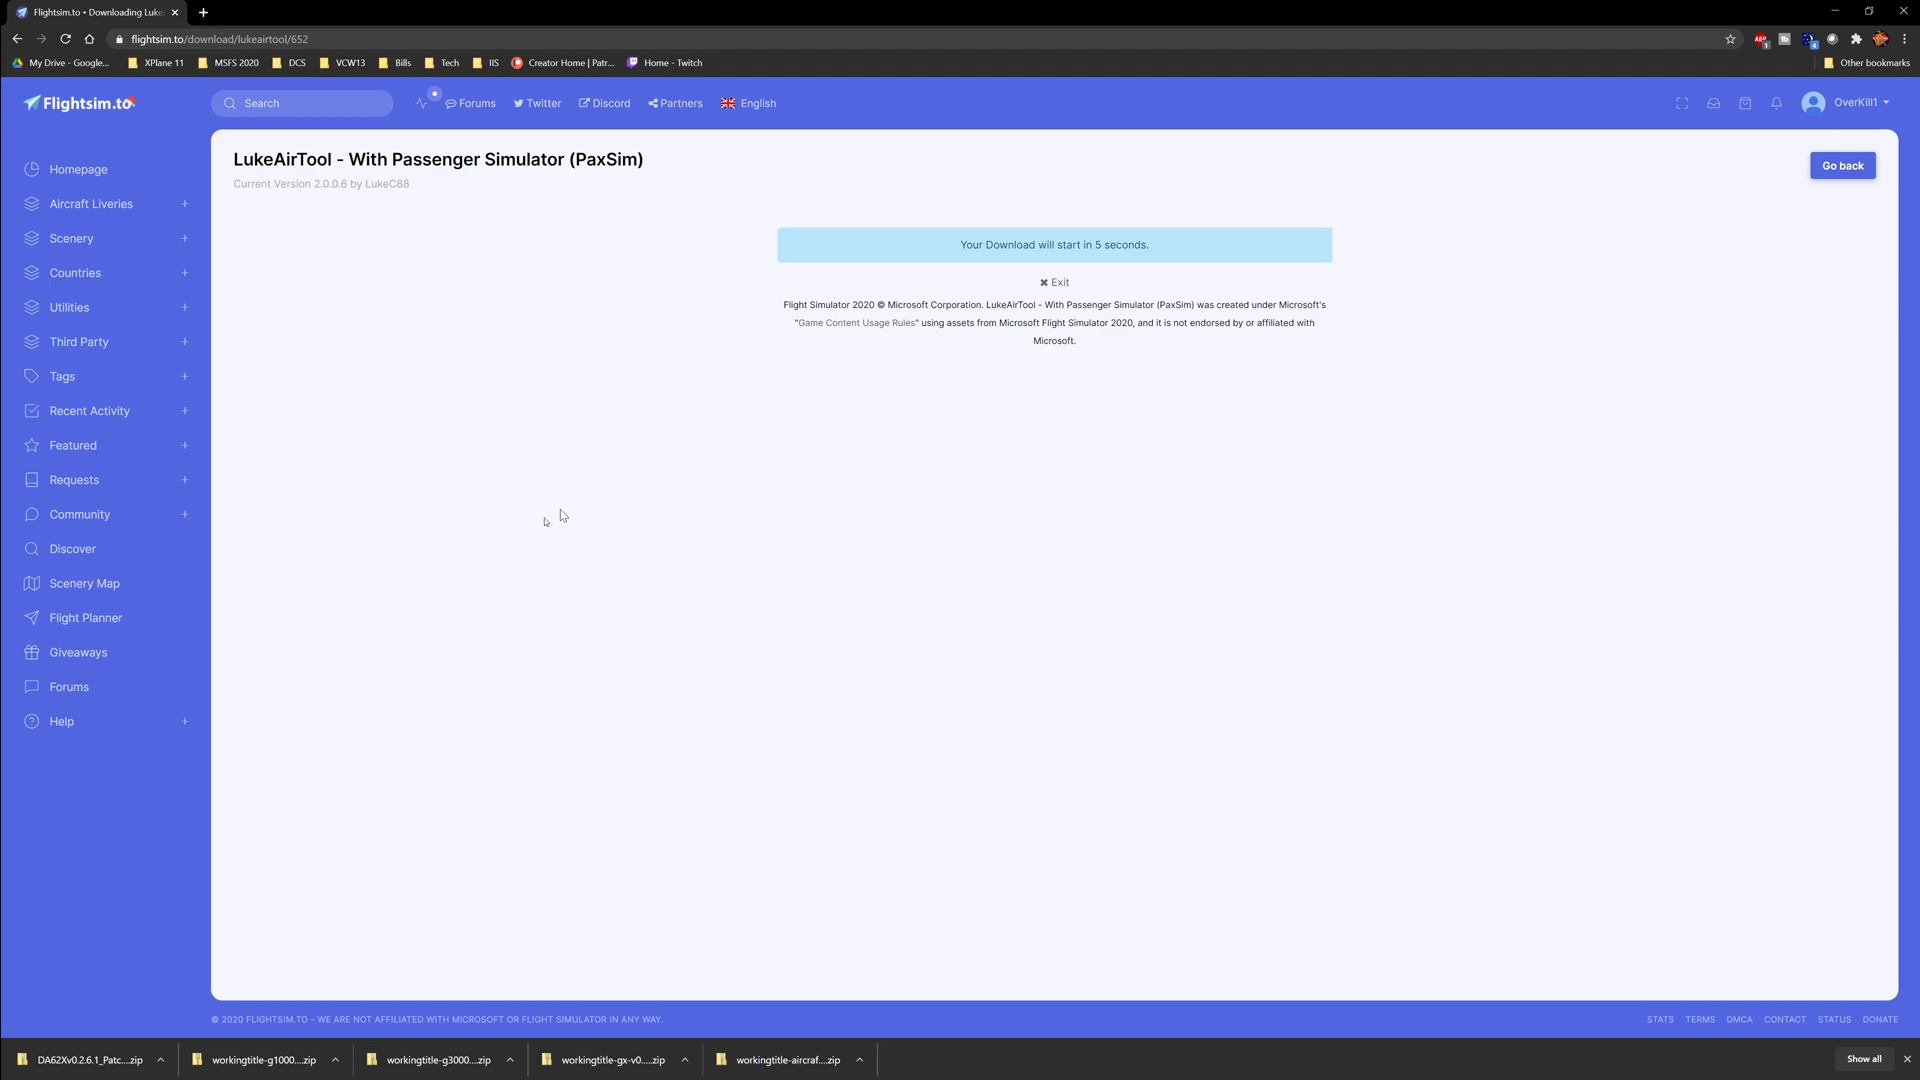 Flightsim.to • Downloading Luke
flightsim.to/download/lukeairtool/652
My Drive - Google...
XPlane 11
MSFS 2020
DCS
VCW13
Bills
Tech
IIS
Creator Home | Patr...
Home - Twitch
Other bookmarks
Flightsim.to
Search
Forums
Twitter
Discord
Partners
English
OverKill1
Homepage
Aircraft Liveries
Scenery
Countries
Utilities
Third Party
Tags
Recent Activity
Featured
Requests
Community
Discover
Scenery Map
Flight Planner
Giveaways
Forums
Help
LukeAirTool - With Passenger Simulator (PaxSim)
Current Version 2.0.0.6 by LukeC88
Go back
Your Download will start in 5 seconds.
Exit
Flight Simulator 2020 © Microsoft Corporation. LukeAirTool - With Passenger Simulator (PaxSim) was created under Microsoft's
"Game Content Usage Rules" using assets from Microsoft Flight Simulator 2020, and it is not endorsed by or affiliated with
Microsoft.
© 2020 FLIGHTSIM.TO - WE ARE NOT AFFILIATED WITH MICROSOFT OR FLIGHT SIMULATOR IN ANY WAY.
STATS
TERMS
DMCA
CONTACT
STATUS
DONATE
DA62Xv0.2.6.1_Patc....zip
workingtitle-g1000....zip
workingtitle-g3000....zip
workingtitle-gx-v0....zip
workingtitle-aircraf....zip
Show all